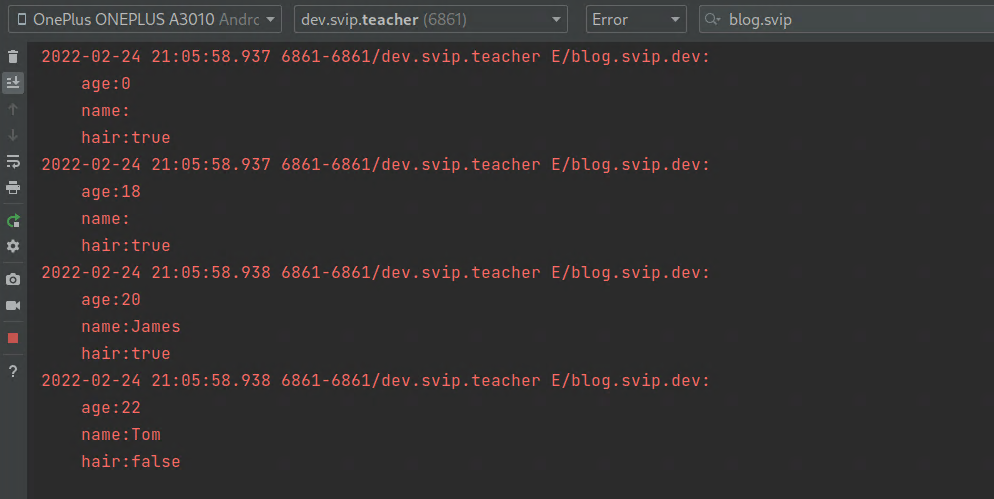 OnePlus ONEPLUS A3010 Andrc
dev.svip.teacher (6861)
Error
blog.svip
2022-02-24 21:05:58.937 6861-6861/dev.svip.teacher E/blog.svip.dev:
age:0
name:
hair:true
2022-02-24 21:05:58.937 6861-6861/dev.svip.teacher E/blog.svip.dev:
age:18
name:
hair:true
2022-02-24 21:05:58.938 6861-6861/dev.svip.teacher E/blog.svip.dev:
age:20
name:James
hair:true
2022-02-24 21:05:58.938 6861-6861/dev.svip.teacher E/blog.svip.dev:
age:22
name:Tom
hair:false
?